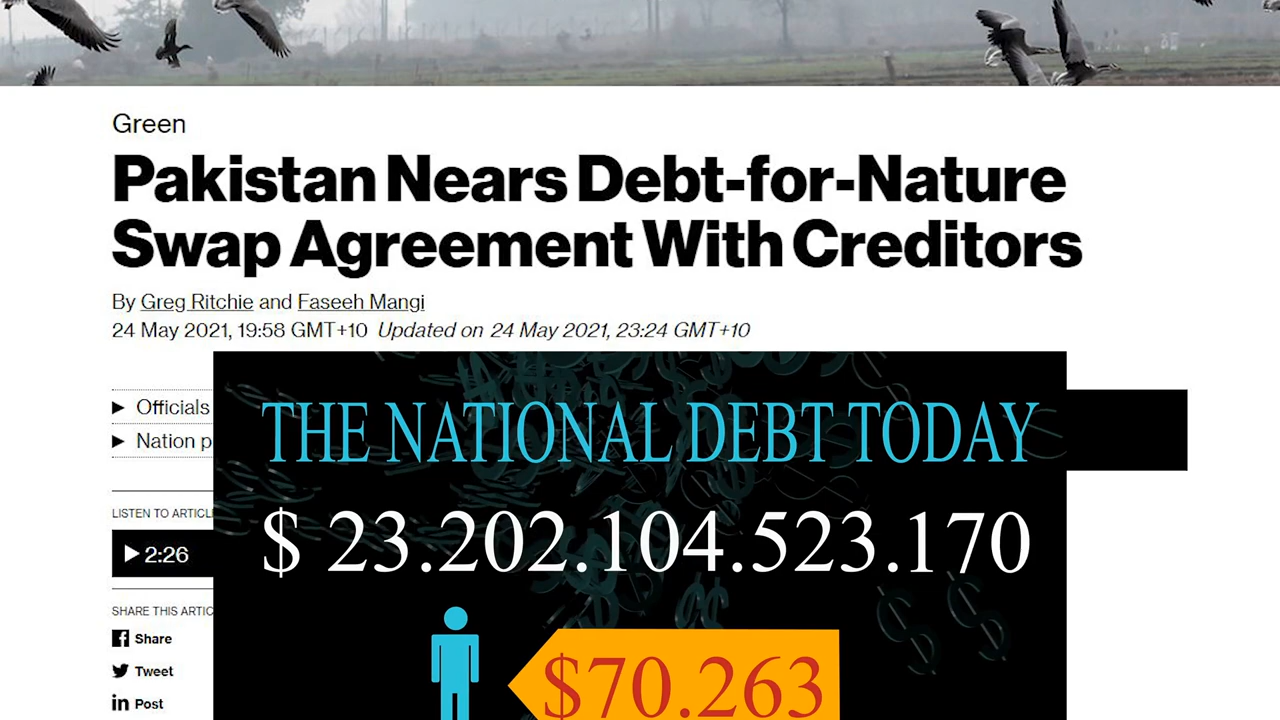 Green
Pakistan Nears Debt-for-Nature
Swap Agreement With Creditors
By Greg Ritchie and Faseeh Mangi
24 May 2021, 19:58 GMT+10 Updated on 24 May 2021, 23:24 GMT+10
▶ Officials
▶ Nation
THE NATIONAL DEBT TODAY
$ 23.202.104.523.170
$70.263
LISTEN TO
▶ 2:26
SHARE THIS
Share
Tweet
in Post